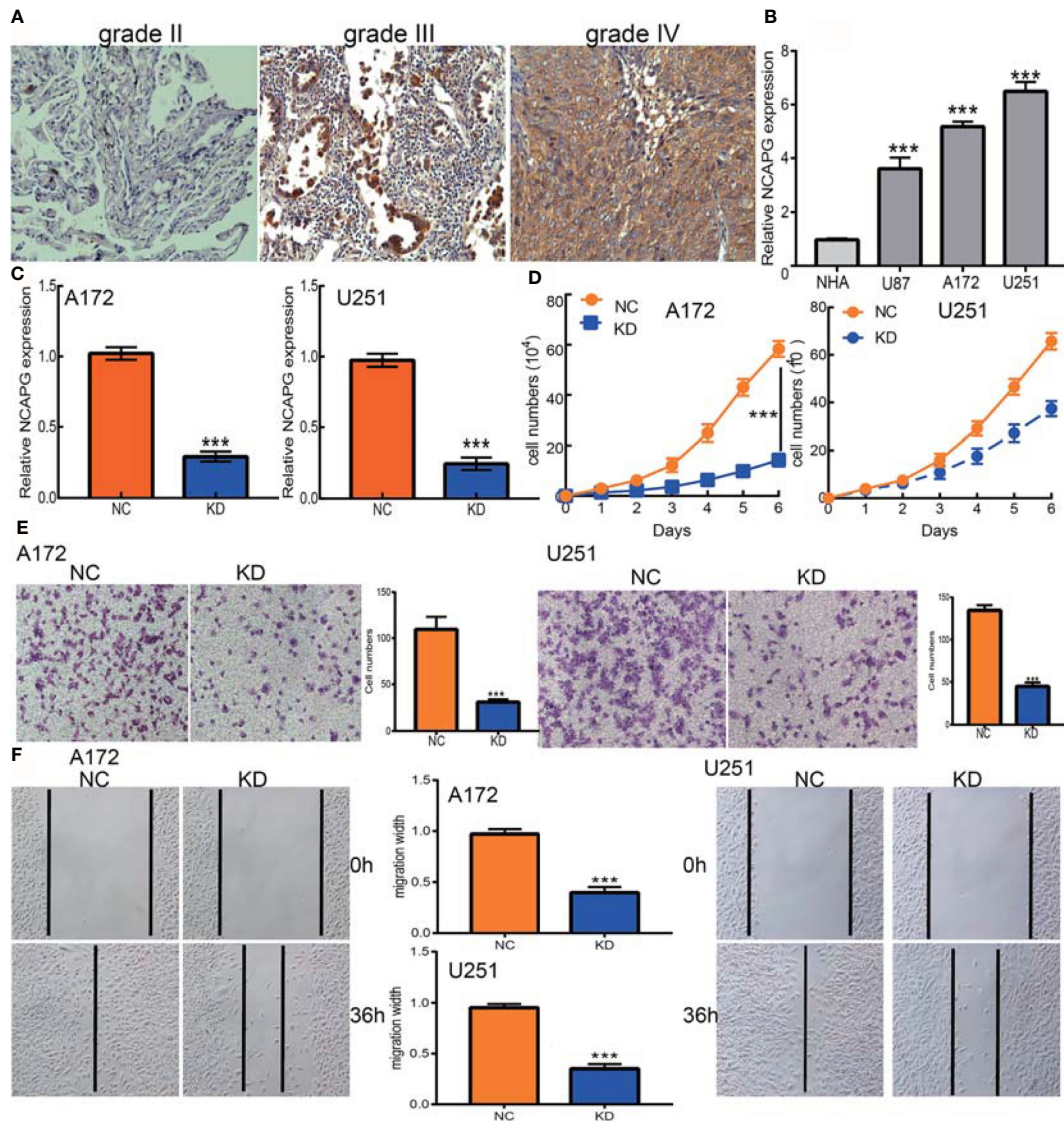 A
grade II
grade III
grade IV
B
Relative NCAPG expression
8
6
4
2
0
***
***
***
NHA
U87
A172
U251
C
A172
Relative NCAPG expression
1.5
1.0
0.5
0.0
***
NC
KD
U251
Relative NCAPG expression
1.5
1.0
0.5
0.0
***
NC
KD
D
A172
NC
KD
cell numbers (10⁴)
80
60
40
20
0
***
0 1 2 3 4 5 6
Days
U251
NC
KD
cell numbers (10 )
80
60
40
20
0
0 1 2 3 4 5 6
Days
E
A172
NC
KD
Cell numbers
150
100
50
0
***
NC
KD
U251
NC
KD
Cell numbers
150
100
50
0
***
NC
KD
F
A172
NC
KD
0h
36h
A172
migration width
1.5
1.0
0.5
0.0
***
NC
KD
U251
migration width
1.5
1.0
0.5
0.0
***
NC
KD
U251
NC
KD
0h
36h